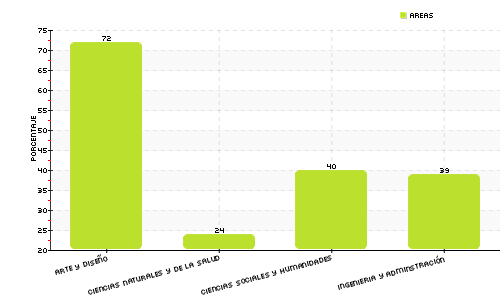 AREAS
75
70
65
60
55
50
45
40
35
30
25
20
PORCENTAJE
72
24
40
39
ARTE Y DISEÑO
CIENCIAS NATURALES Y DE LA SALUD
CIENCIAS SOCIALES Y HUMANIDADES
INGENIERIA Y ADMINSTRACIÓN